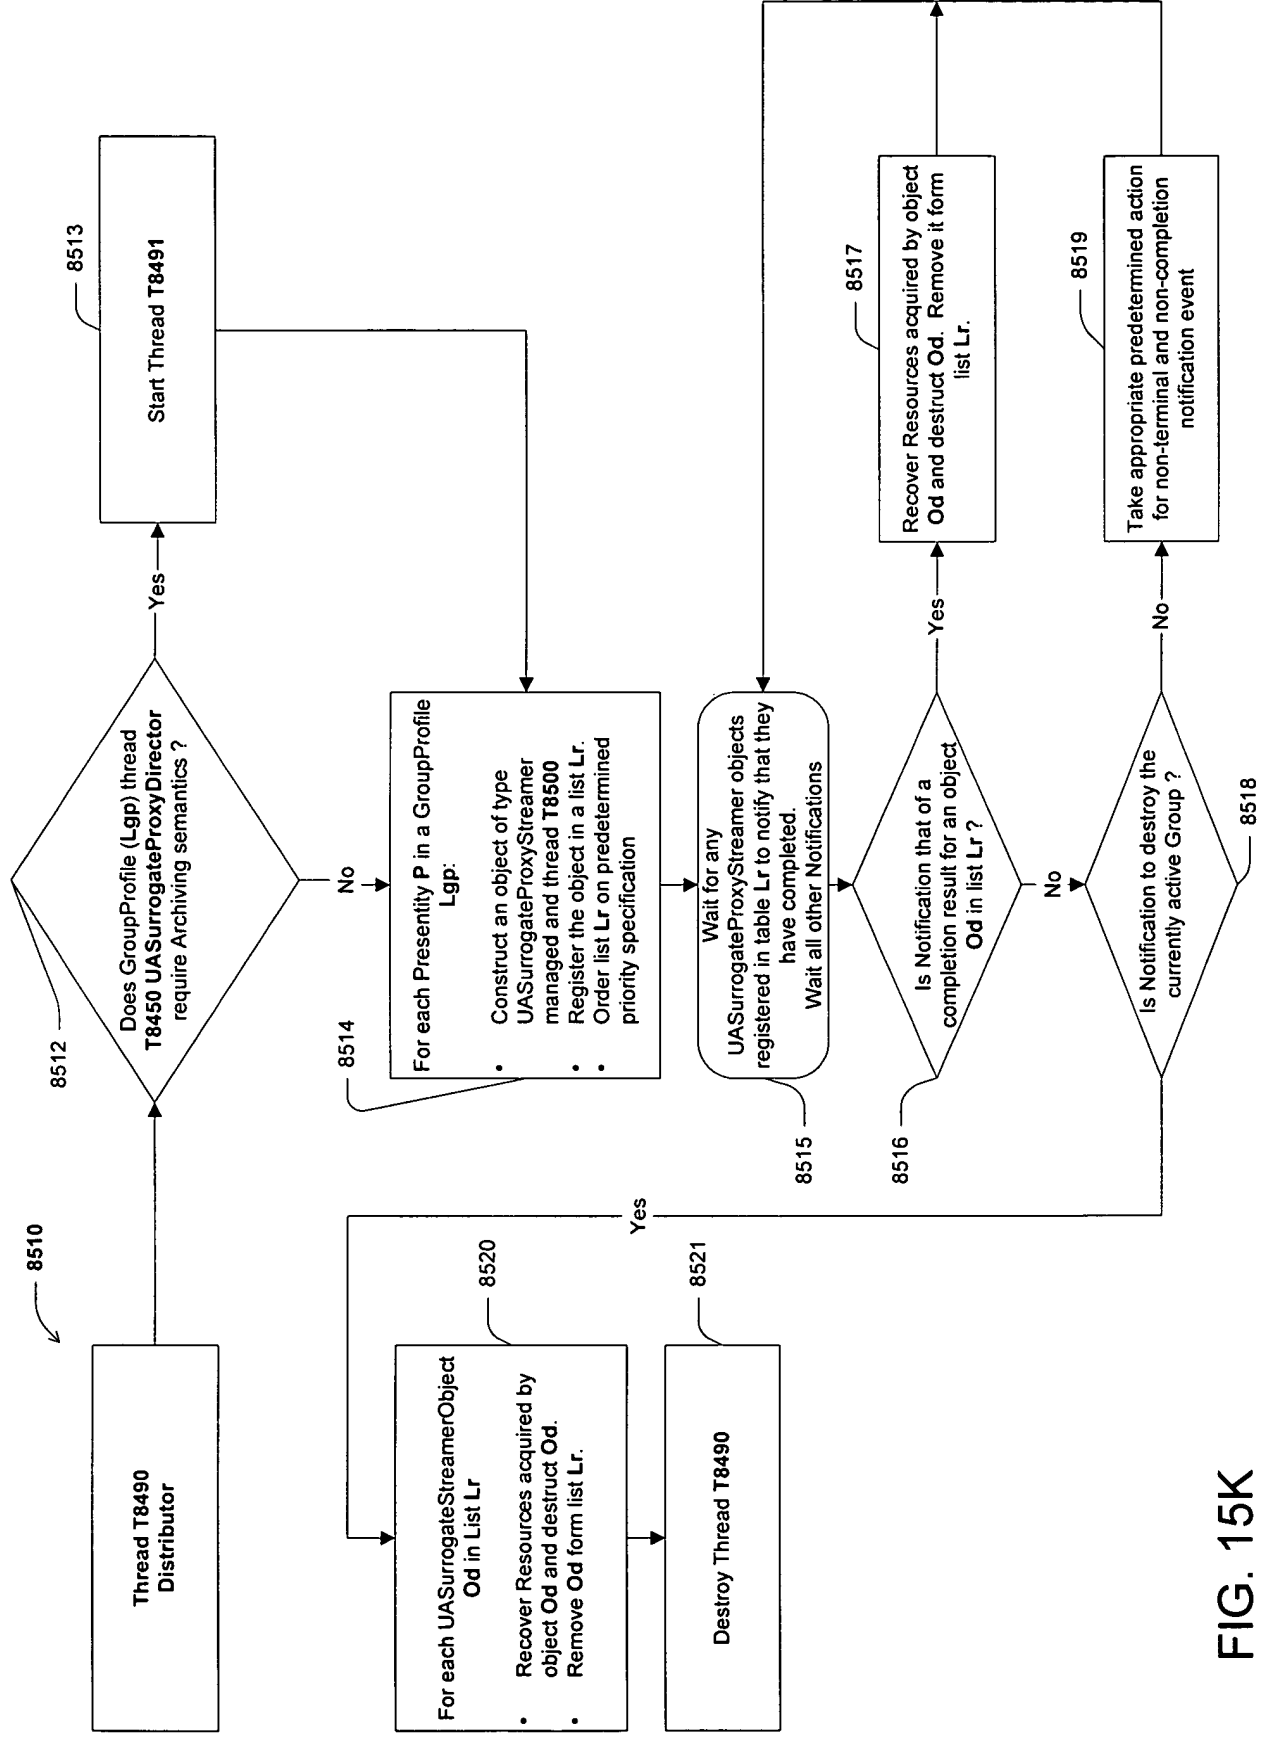 8510
Thread T8490
Distributor
8512
Does GroupProfile (Lgp) thread
T8450 UASurrogateProxyDirector
require Archiving semantics ?
Yes
8513
Start Thread T8491
No
8514
For each Presentity P in a GroupProfile
Lgp:
• Construct an object of type
UASurrogateProxyStreamer
managed and thread T8500
• Register the object in a list Lr.
• Order list Lr on predetermined
priority specification
8515
Wait for any
UASurrogateProxyStreamer objects
registered in table Lr to notify that they
have completed.
Wait all other Notifications
8516
Is Notification that of a
completion result for an object
Od in list Lr ?
Yes
8517
Recover Resources acquired by object
Od and destruct Od. Remove it form
list Lr.
No
8518
Is Notification to destroy the
currently active Group ?
No
8519
Take appropriate predetermined action
for non-terminal and non-completion
notification event
Yes
8520
For each UASurrogateStreamerObject
Od in List Lr
• Recover Resources acquired by
object Od and destruct Od.
• Remove Od form list Lr.
8521
Destroy Thread T8490
FIG. 15K